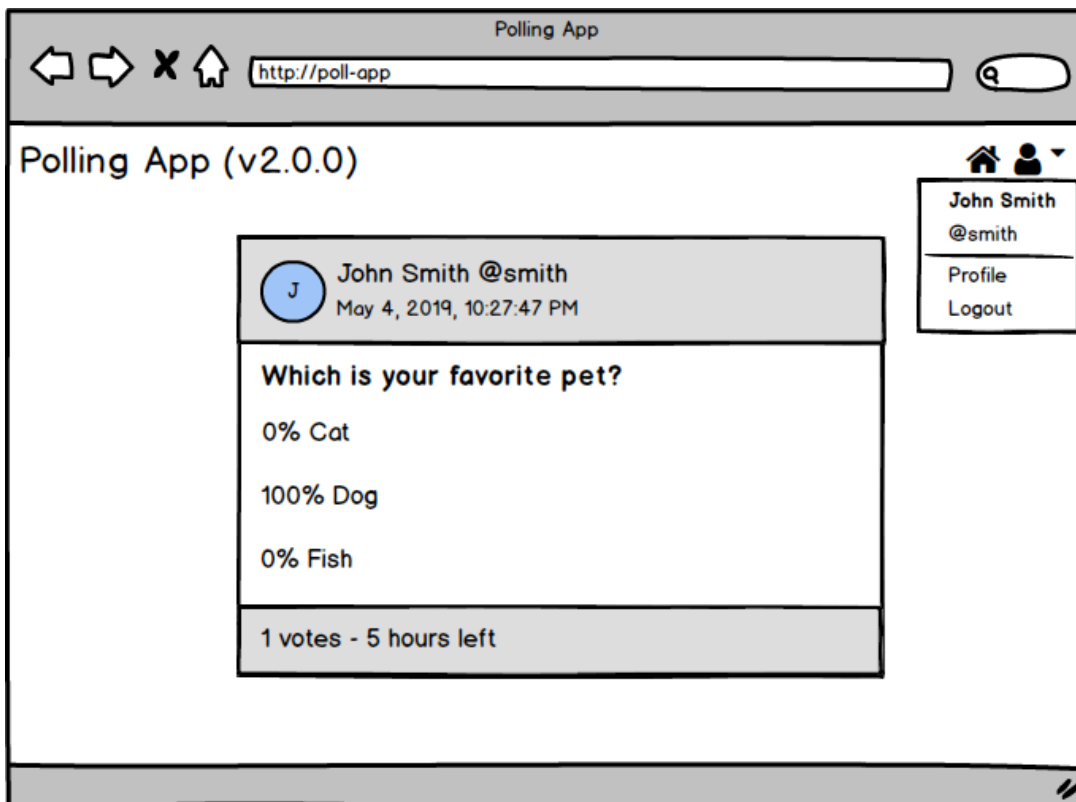 Polling App
http://poll-app
Polling App (v2.0.0)
John Smith
@smith
Profile
Logout
J
John Smith @smith
May 4, 2019, 10:27:47 PM
Which is your favorite pet?
0% Cat
100% Dog
0% Fish
1 votes - 5 hours left